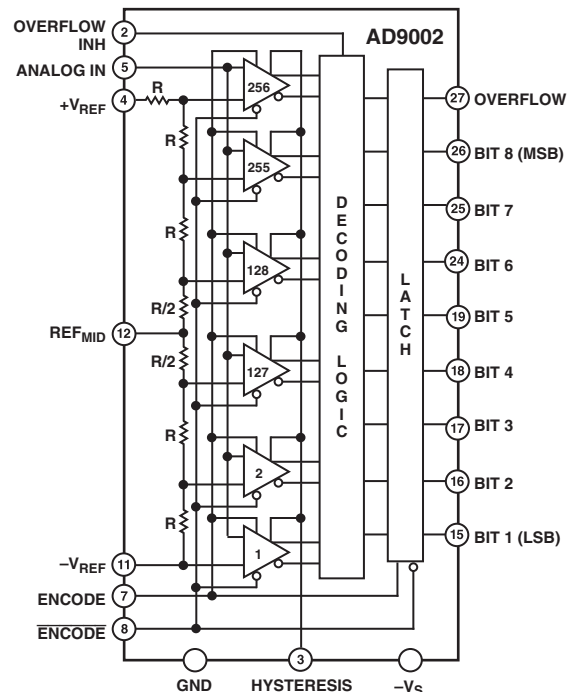 AD9002
OVERFLOW
INH
2
ANALOG IN
5
+VREF
4
R
R
R
R/2
REFMID
12
R/2
R
R
–VREF
11
ENCODE
7
ENCODE
8
256
255
128
127
2
1
DECODING LOGIC
LATCH
27 OVERFLOW
26 BIT 8 (MSB)
25 BIT 7
24 BIT 6
19 BIT 5
18 BIT 4
17 BIT 3
16 BIT 2
15 BIT 1 (LSB)
3
GND
HYSTERESIS
–VS